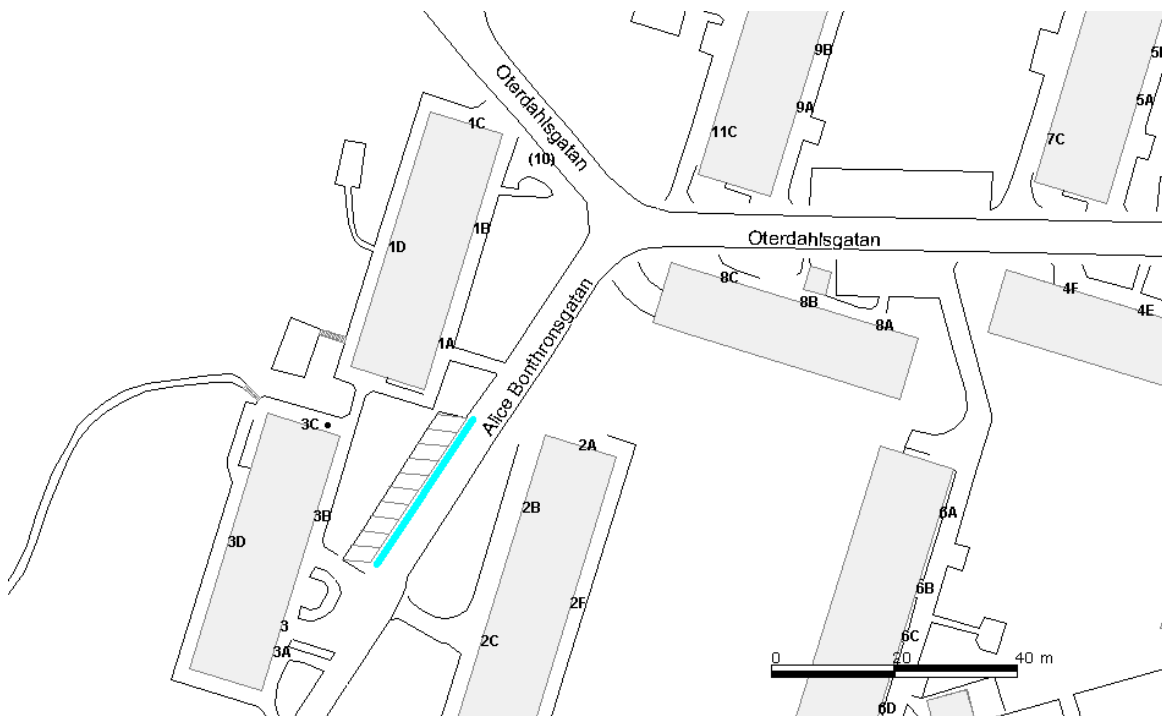 9B
5A
9A
Oterdahlsgatan
1C
11C
7C
(10)
1B
1D
Oterdahlsgatan
8C
4F
8B
4E
8A
1A
Alice Bonthronsgatan
3C
2A
2B
6A
3B
3D
6B
2F
3
6C
2C
3A
0 20 40 m
6D